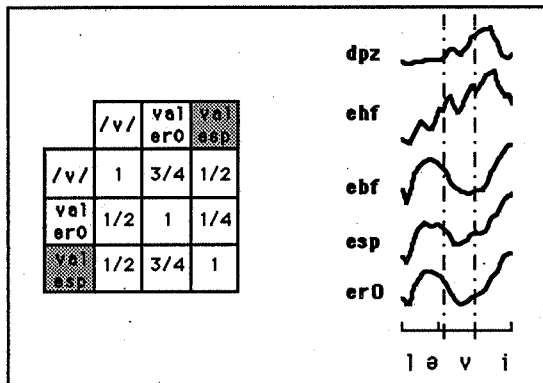 /v/ val er0 val esp
/v/ 1 3/4 1/2
val er0 1/2 1 1/4
val esp 1/2 3/4 1
dpz
ehf
ebf
esp
er0
l ə v i